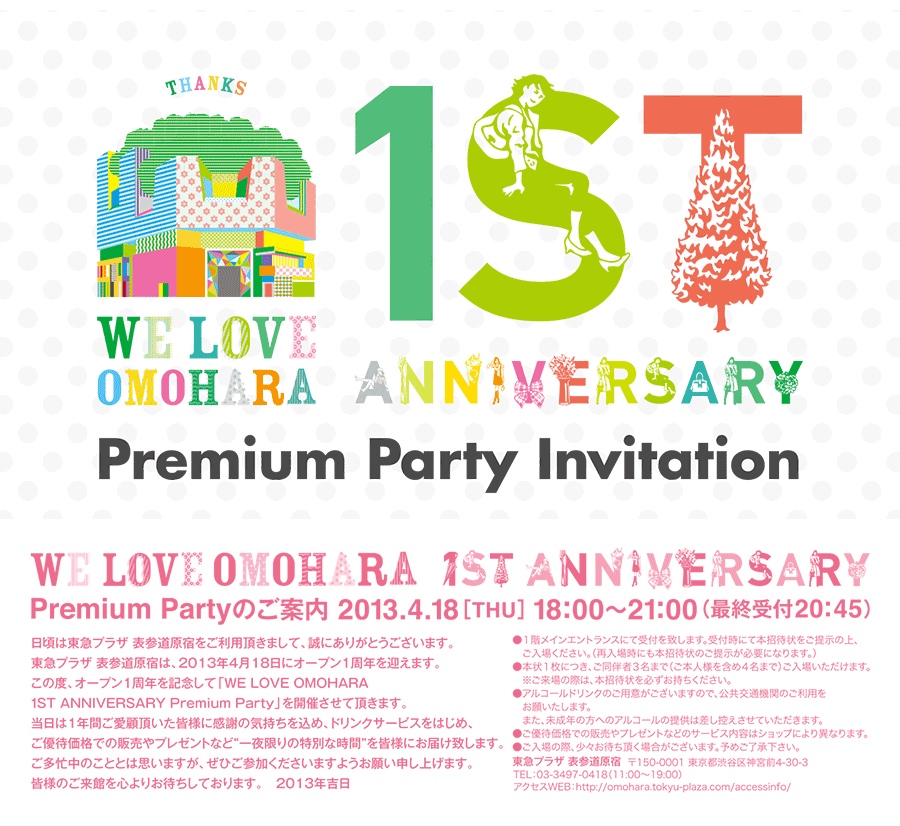 THANKS
WE LOVE
OMOHARA
1ST
ANNIVERSARY
Premium Party Invitation
WE LOVE OMOHARA 1ST ANNIVERSARY
Premium Partyのご案内 2013.4.18[THU] 18:00〜21:00(最終受付20:45)
日頃は東急プラザ 表参道原宿をご利用頂きまして、誠にありがとうございます。
東急プラザ 表参道原宿は、2013年4月18日にオープン1周年を迎えます。
この度、オープン1周年を記念して「WE LOVE OMOHARA
1ST ANNIVERSARY Premium Party」を開催させて頂きます。
当日は1年間ご愛顧頂いた皆様に感謝の気持ちを込め、ドリンクサービスをはじめ、
ご優待価格での販売やプレゼントなど"一夜限りの特別な時間"を皆様にお届け致します。
ご多忙中のこととは思いますが、ぜひご参加くださいますようお願い申し上げます。
皆様のご来館を心よりお待ちしております。 2013年吉日
●1階メインエントランスにて受付を致します。受付時にて本招待状をご提示の上、
ご入場ください。(再入場時にも本招待状のご提示が必要になります。)
●本状1枚につき、ご同伴者3名まで(ご本人様を含め4名まで)ご入場いただけます。
※ご来場の際は、本招待状を必ずお持ちください。
●アルコールドリンクのご用意がございますので、公共交通機関のご利用を
お願いたします。
また、未成年の方へのアルコールの提供は差し控えさせていただきます。
●ご優待価格での販売やプレゼントなどのサービス内容はショップにより異なります。
●ご入場の際、少々お待ち頂く場合がございます。予めご了承下さい。
東急プラザ 表参道原宿 〒150-0001 東京都渋谷区神宮前4-30-3
TEL:03-3497-0418(11:00〜19:00)
アクセスWEB:http://omohara.tokyu-plaza.com/accessinfo/